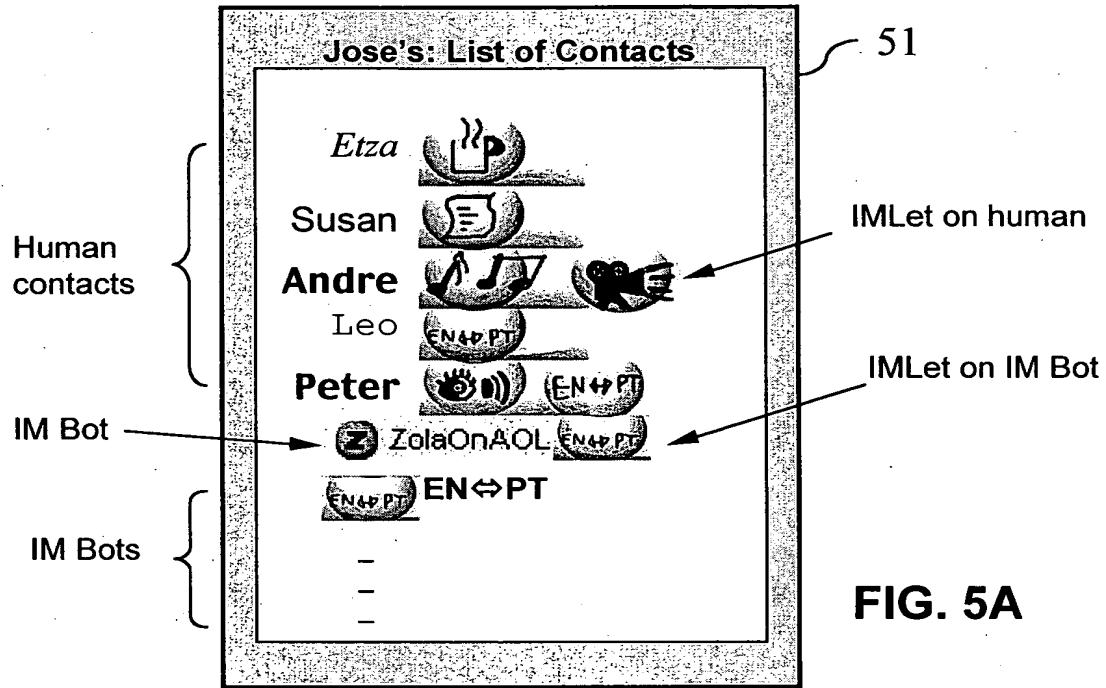 Jose's: List of Contacts
51
Etza
Susan
IMLet on human
Human
contacts
Andre
Leo
EN⇔PT
Peter
EN⇔PT
IMLet on IM Bot
IM Bot
Z
ZolaOnAOL
EN⇔PT
EN⇔PT
EN⇔PT
IM Bots
–
–
–
FIG. 5A